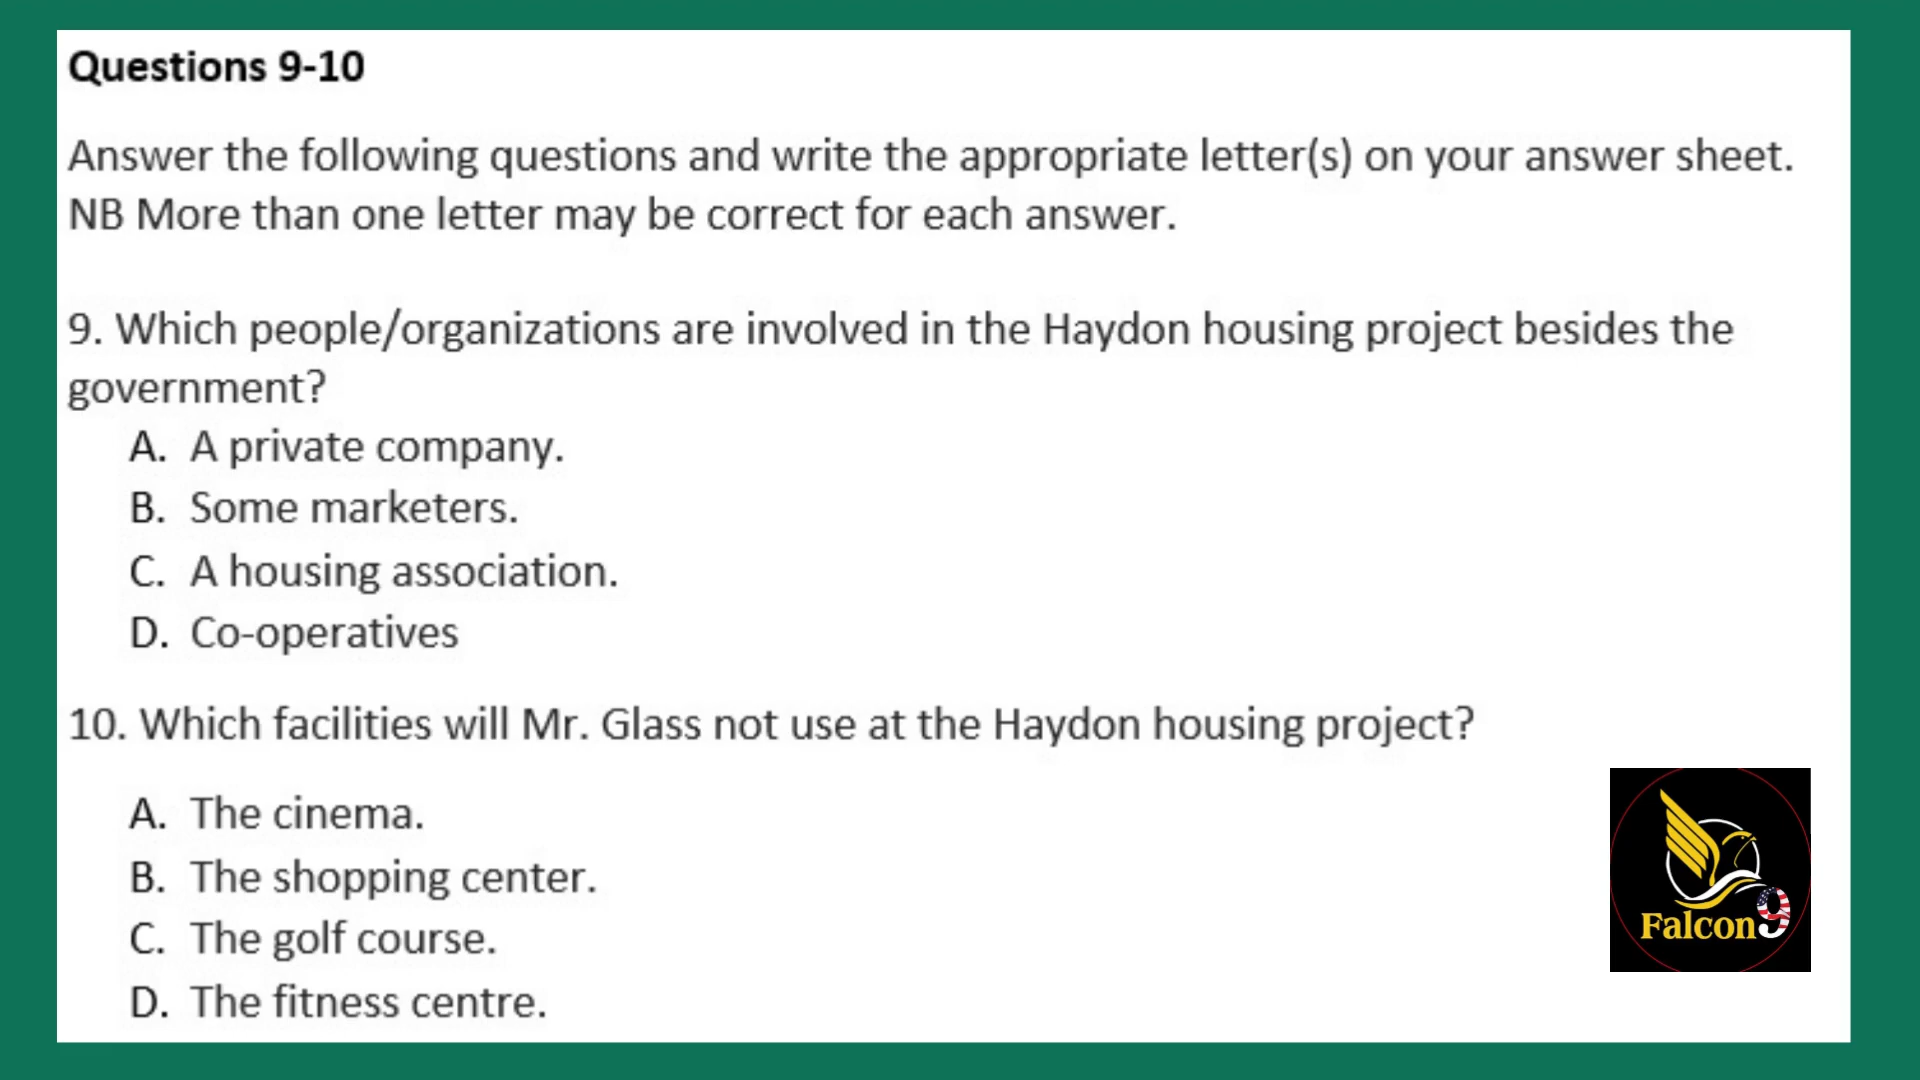 Questions 9-10
Answer the following questions and write the appropriate letter(s) on your answer sheet.
NB More than one letter may be correct for each answer.
9. Which people/organizations are involved in the Haydon housing project besides the
government?
A. A private company.
B. Some marketers.
C. A housing association.
D. Co-operatives
10. Which facilities will Mr. Glass not use at the Haydon housing project?
A. The cinema.
B. The shopping center.
C. The golf course.
D. The fitness centre.
Falcon9